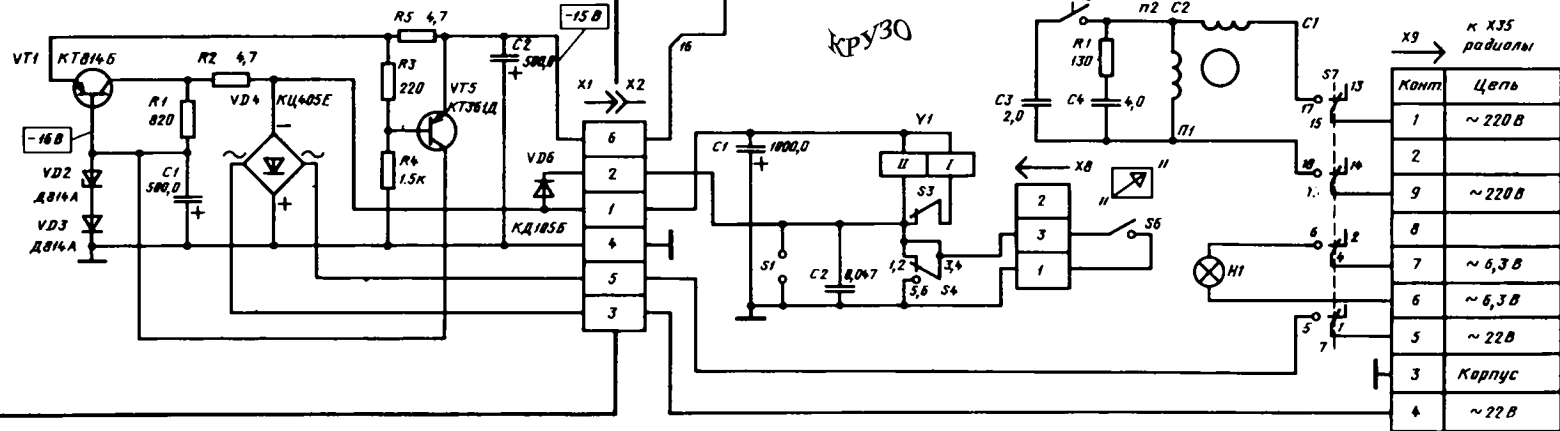 R5 4,7
-15 В
C2
500,0
VT1
КТ814Б
R2 4,7
R3
220
VD4
КЦ405Е
R1
820
-16 В
VT5
КТ361Д
R4
1.5к
VD2
Д814А
VD3
Д814А
C1
500,0
VD6
КД105Б
X1
X2
6
2
1
4
5
3
16
КРУЗО
C1
1000,0
Y1
II
I
S3
S1
C2
0,047
1,2
3,4
5,6
S4
X8
2
3
1
S6
П2
C2
C1
R1
130
C3
2,0
C4
4,0
П1
H1
S7
13
17
15
18
14
6
2
4
5
1
7
X9
к X35
радиолы
Конт.
Цепь
1
~ 220 В
2
9
~ 220 В
8
7
~ 6,3 В
6
~ 6,3 В
5
~ 22 В
3
Корпус
4
~ 22 В